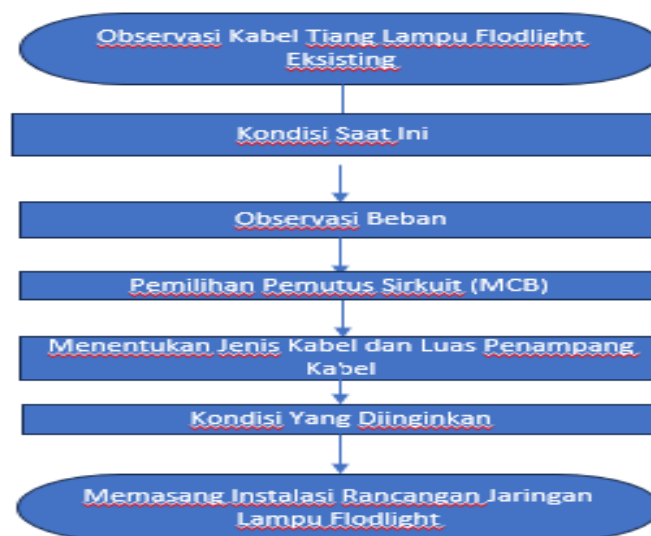 Observasi Kabel Tiang Lampu Flodlight
Eksisting
Kondisi Saat Ini
Observasi Beban
Pemilihan Pemutus Sirkuit (MCB)
Menentukan Jenis Kabel dan Luas Penampang
Kabel
Kondisi Yang Diinginkan
Memasang Instalasi Rancangan Jaringan
Lampu Flodlight